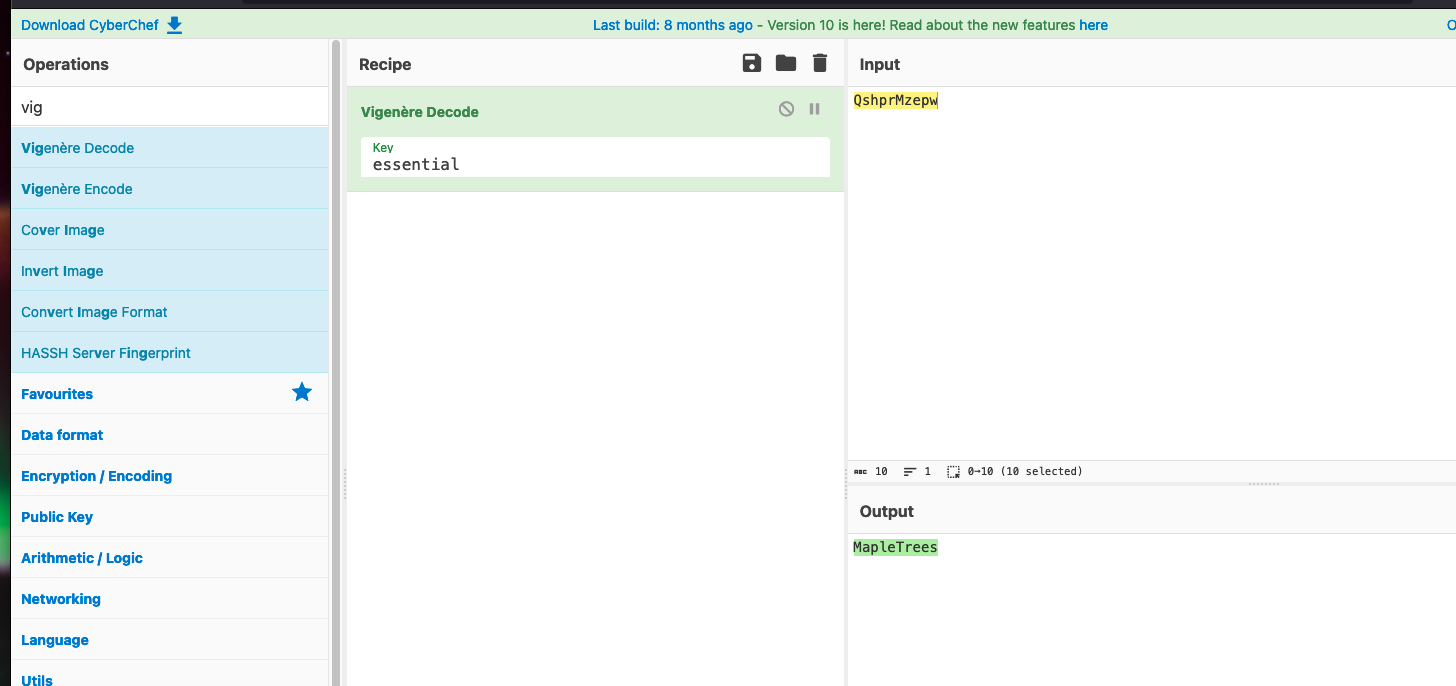 Download CyberChef
Last build: 8 months ago - Version 10 is here! Read about the new features here
Operations
vig
Vigenère Decode
Vigenère Encode
Cover Image
Invert Image
Convert Image Format
HASSH Server Fingerprint
Favourites
Data format
Encryption / Encoding
Public Key
Arithmetic / Logic
Networking
Language
Utils
Recipe
Vigenère Decode
Key
essential
Input
QshprMzepw
ABC 10 1 0→10 (10 selected)
Output
MapleTrees